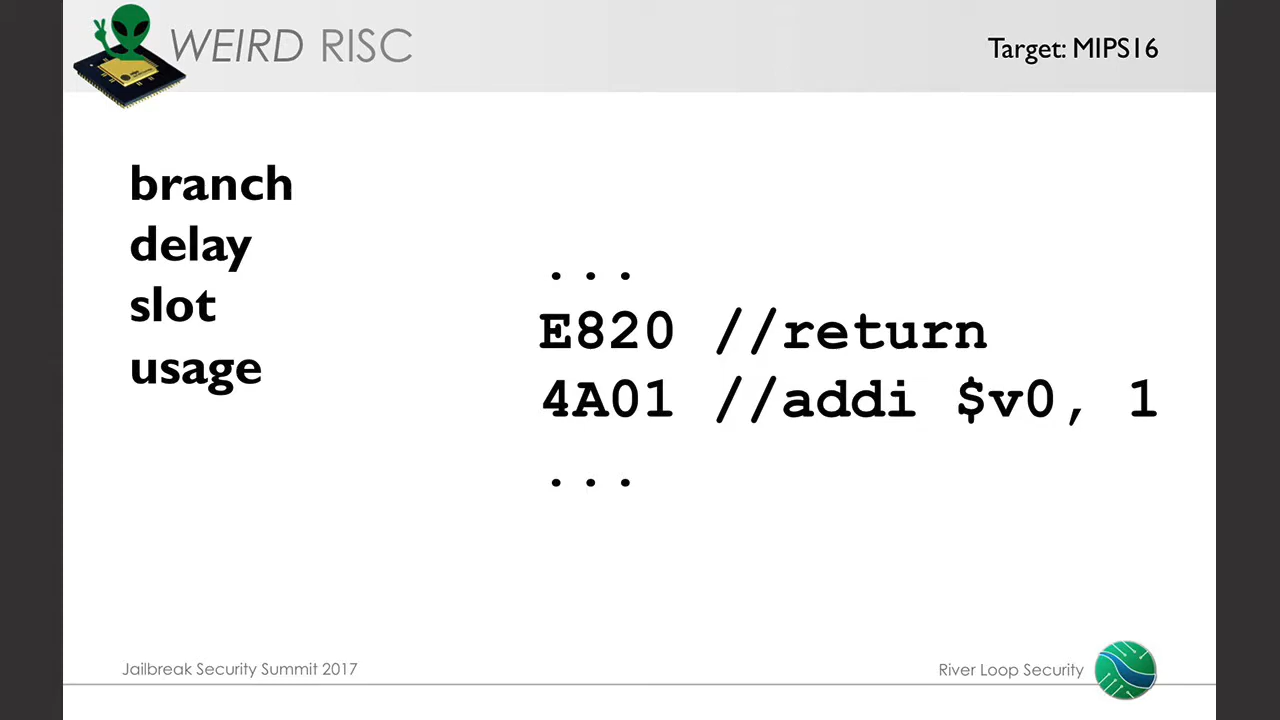 WEIRD RISC
Target: MIPS16
branch
delay
slot
usage
...
E820 //return
4A01 //addi $v0, 1
...
Jailbreak Security Summit 2017
River Loop Security